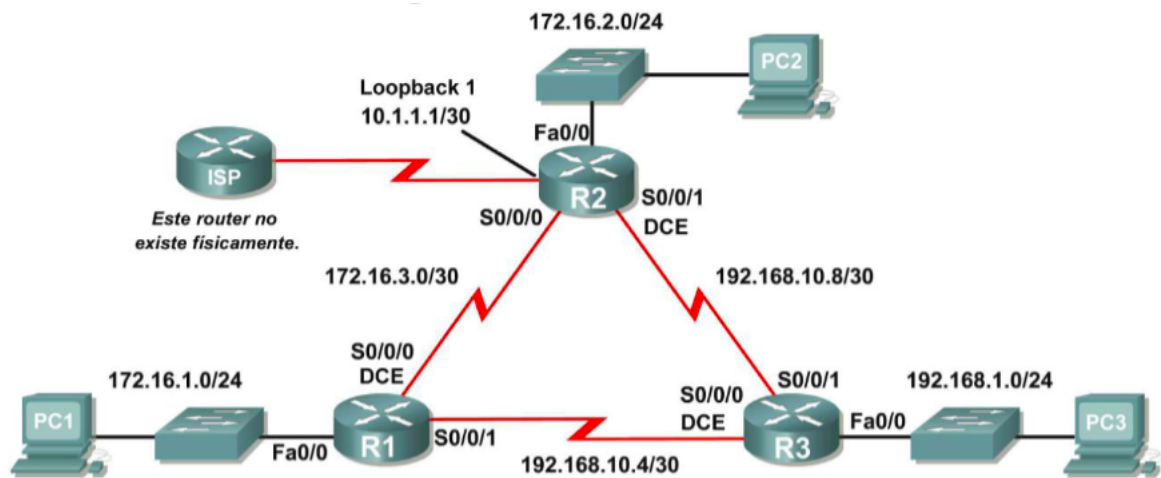 172.16.2.0/24
PC2
Loopback 1
10.1.1.1/30
Fa0/0
ISP
R2
S0/0/1
DCE
S0/0/0
Este router no
existe físicamente.
172.16.3.0/30
192.168.10.8/30
S0/0/0
DCE
172.16.1.0/24
S0/0/1
192.168.1.0/24
S0/0/0
DCE
PC1
Fa0/0
R1
S0/0/1
R3
Fa0/0
PC3
192.168.10.4/30